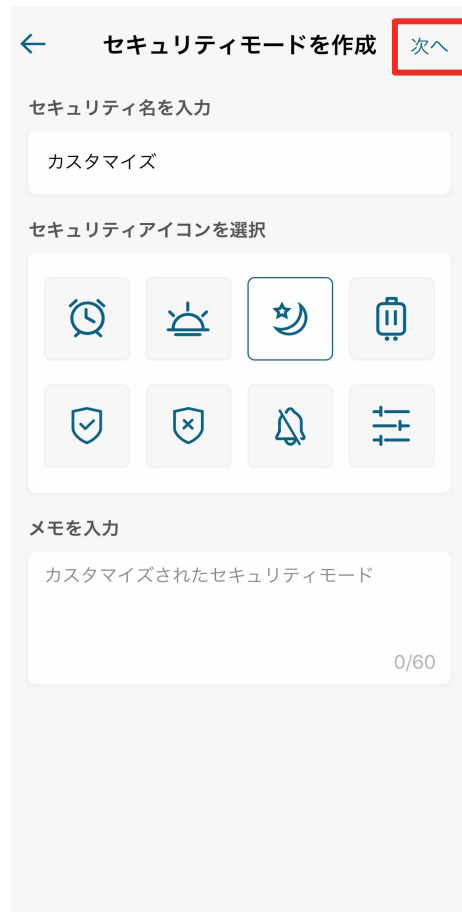 セキュリティモードを作成 次へ
セキュリティ名を入力
カスタマイズ
セキュリティアイコンを選択
メモを入力
カスタマイズされたセキュリティモード
0/60